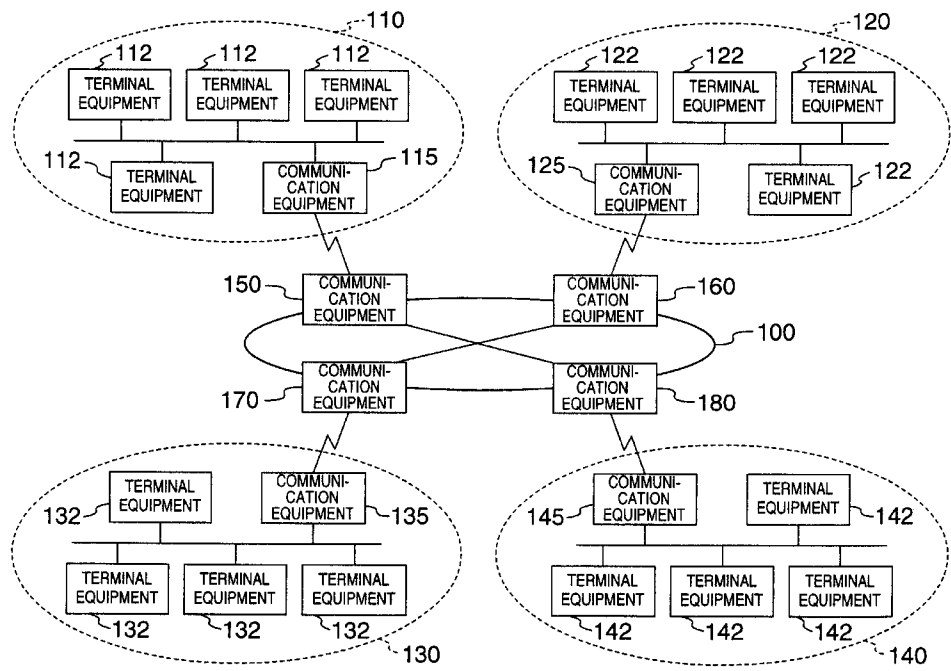 110
120
112
112
112
122
122
122
TERMINAL
EQUIPMENT
TERMINAL
EQUIPMENT
TERMINAL
EQUIPMENT
TERMINAL
EQUIPMENT
TERMINAL
EQUIPMENT
TERMINAL
EQUIPMENT
112
TERMINAL
EQUIPMENT
COMMUNI-
CATION
EQUIPMENT
115
125
COMMUNI-
CATION
EQUIPMENT
TERMINAL
EQUIPMENT
122
150
COMMUNI-
CATION
EQUIPMENT
COMMUNI-
CATION
EQUIPMENT
160
100
170
COMMUNI-
CATION
EQUIPMENT
COMMUNI-
CATION
EQUIPMENT
180
132
TERMINAL
EQUIPMENT
COMMUNI-
CATION
EQUIPMENT
135
145
COMMUNI-
CATION
EQUIPMENT
TERMINAL
EQUIPMENT
142
TERMINAL
EQUIPMENT
TERMINAL
EQUIPMENT
TERMINAL
EQUIPMENT
TERMINAL
EQUIPMENT
TERMINAL
EQUIPMENT
TERMINAL
EQUIPMENT
132
132
132
142
142
142
130
140